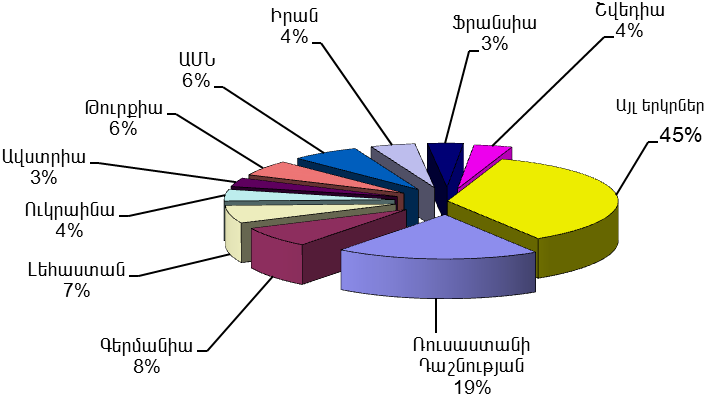 Իրան
4%
Ֆրանսիա
3%
Շվեդիա
4%
ԱՄՆ
6%
Այլ երկրներ
45%
Թուրքիա
6%
Ավստրիա
3%
Ուկրաինա
4%
Լեհաստան
7%
Գերմանիա
8%
Ռուսաստանի
Դաշնության
19%